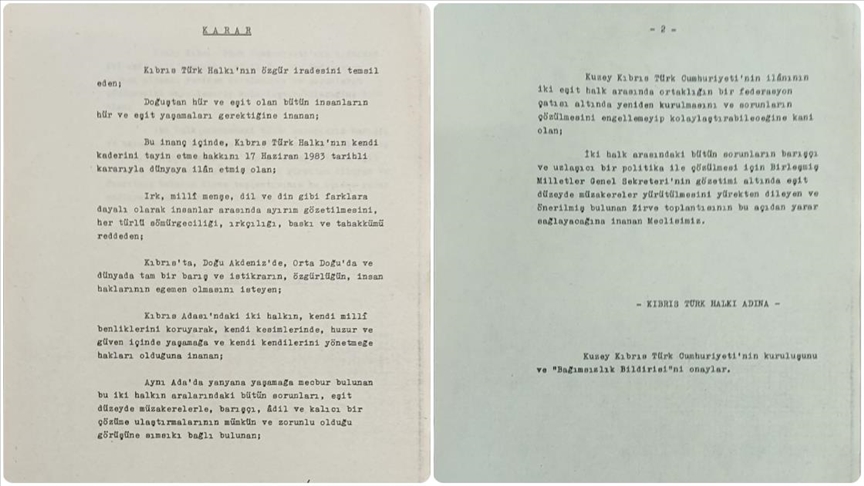 K A R A R
Kıbrıs Türk Halkı'nın özgür iradesini temsil
eden;
Doğuştan hür ve eşit olan bütün insanların
hür ve eşit yaşamaları gerektiğine inanan;
Bu inanç içinde, Kıbrıs Türk Halkı'nın kendi
kaderini tayin etme hakkını 17 Haziran 1983 tarihli
kararıyla dünyaya ilân etmiş olan;
Irk, millî menşe, dil ve din gibi farklara
dayalı olarak insanlar arasında ayırım gözetilmesini,
her türlü sömürgeciliği, ırkçılığı, baskı ve tahakkümü
reddeden;
Kıbrıs'ta, Doğu Akdeniz'de, Orta Doğu'da ve
dünyada tam bir barış ve istikrarın, özgürlüğün, insan
haklarının egemen olmasını isteyen;
Kıbrıs Adası'ndaki iki halkın, kendi millî
benliklerini koruyarak, kendi kesimlerinde, huzur ve
güven içinde yaşamağa ve kendi kendilerini yönetmeğe
hakları olduğuna inanan;
Aynı Ada'da yanyana yaşamağa mecbur bulunan
bu iki halkın aralarındaki bütün sorunları, eşit
düzeyde müzakerelerle, barışçı, âdil ve kalıcı bir
çözüme ulaştırmalarının mümkün ve zorunlu olduğu
görüşüne sımsıkı bağlı bulunan;
- 2 -
Kuzey Kıbrıs Türk Cumhuriyeti'nin ilânının
iki eşit halk arasında ortaklığın bir federasyon
çatısı altında yeniden kurulmasını ve sorunların
çözülmesini engellemeyip kolaylaştırabileceğine kani
olan;
İki halk arasındaki bütün sorunların barışçı
ve uzlaşıcı bir politika ile çözülmesi için Birleşmiş
Milletler Genel Sekreteri'nin gözetimi altında eşit
düzeyde müzakereler yürütülmesini yürekten dileyen ve
önerilmiş bulunan Zirve toplantısının bu açıdan yarar
sağlayacağına inanan Meclisimiz.
- KIBRIS TÜRK HALKI ADINA -
Kuzey Kıbrıs Türk Cumhuriyeti'nin kuruluşunu
ve "Bağımsızlık Bildirisi"ni onaylar.